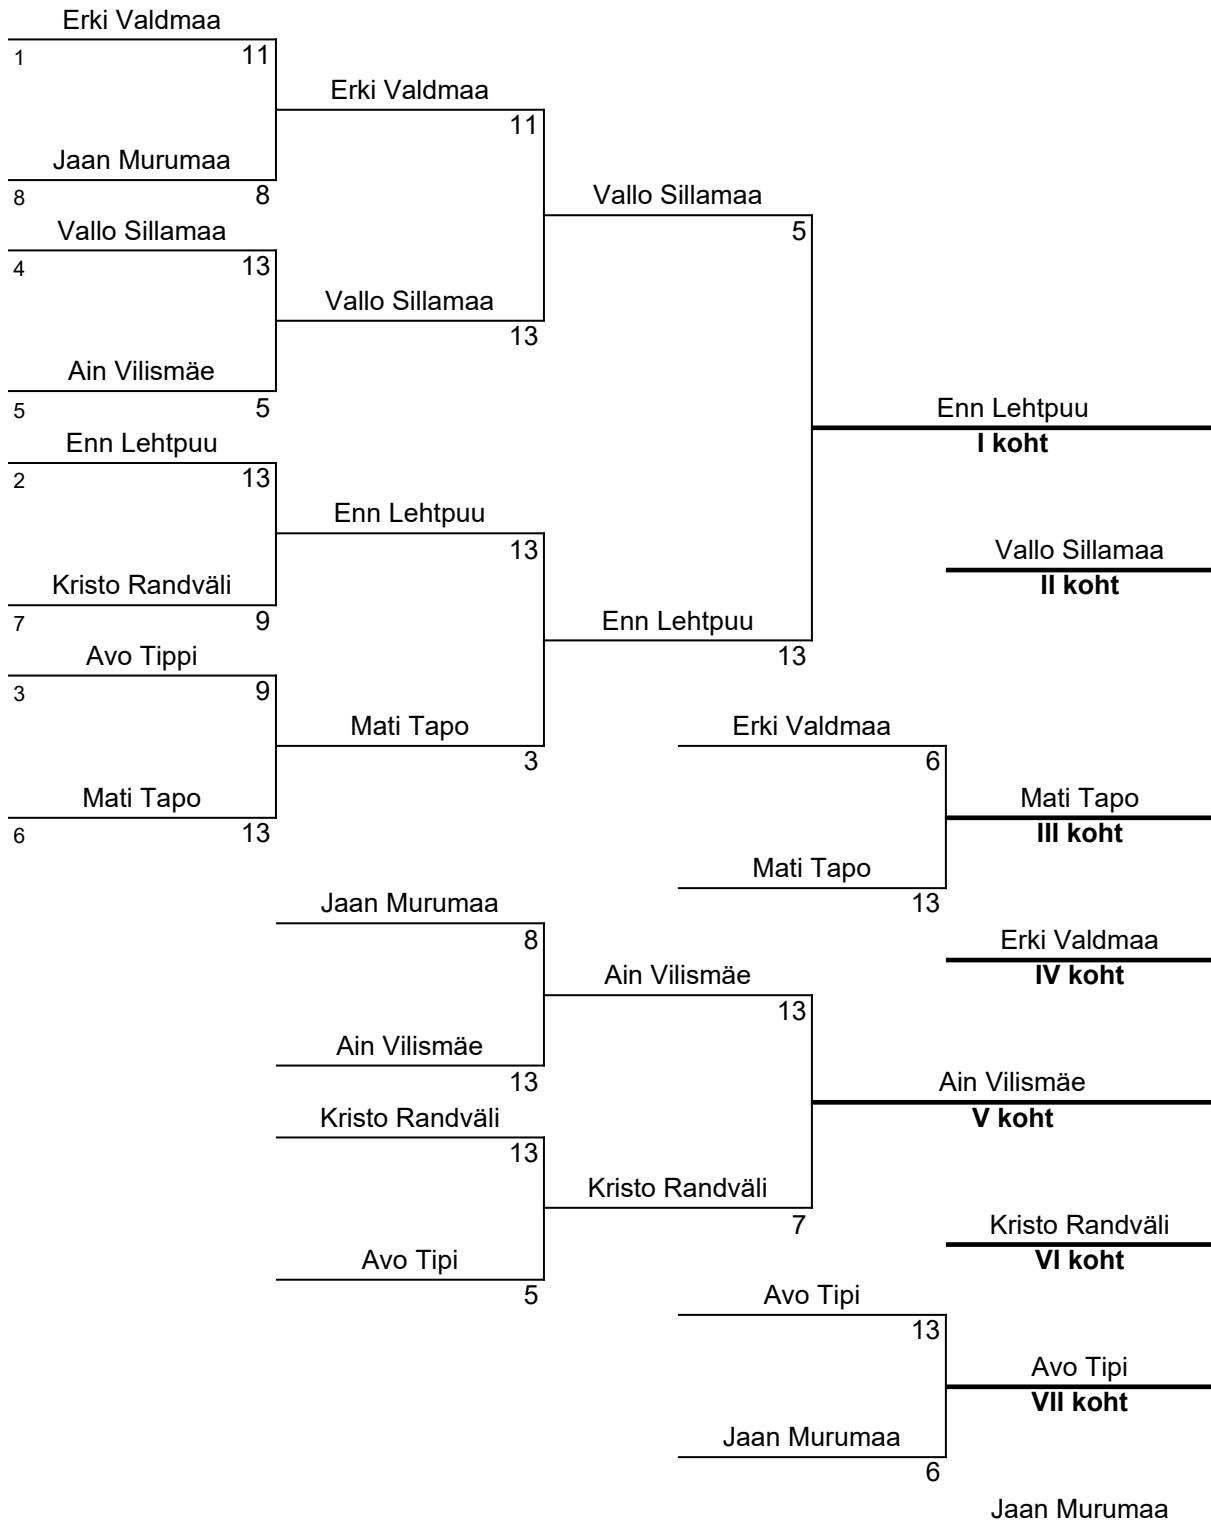 Erki Valdmaa
1 11
Erki Valdmaa
11
Jaan Murumaa
8 8
Vallo Sillamaa
5
Vallo Sillamaa
4 13
Vallo Sillamaa
13
Ain Vilismäe
5 5
Enn Lehtpuu
I koht
Enn Lehtpuu
2 13
Enn Lehtpuu
13
Vallo Sillamaa
II koht
Kristo Randväli
7 9
Enn Lehtpuu
13
Avo Tippi
3 9
Mati Tapo
3
Erki Valdmaa
6
Mati Tapo
6 13
Mati Tapo
III koht
Mati Tapo
13
Jaan Murumaa
8
Erki Valdmaa
IV koht
Ain Vilismäe
13
Ain Vilismäe
13
Ain Vilismäe
V koht
Kristo Randväli
13
Kristo Randväli
7
Kristo Randväli
VI koht
Avo Tipi
5
Avo Tipi
13
Avo Tipi
VII koht
Jaan Murumaa
6
Jaan Murumaa